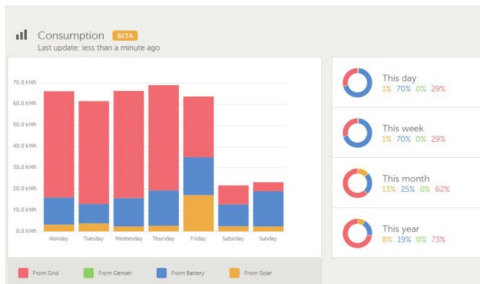 Consumption BETA
Last update: less than a minute ago
70.0 kWh
60.0 kWh
50.0 kWh
40.0 kWh
30.0 kWh
20.0 kWh
10.0 kWh
0.0 kWh
Monday Tuesday Wednesday Thursday Friday Saturday Sunday
From Grid From Genset From Battery From Solar
This day
1% 70% 0% 29%
This week
1% 70% 0% 29%
This month
13% 25% 0% 62%
This year
8% 19% 0% 73%